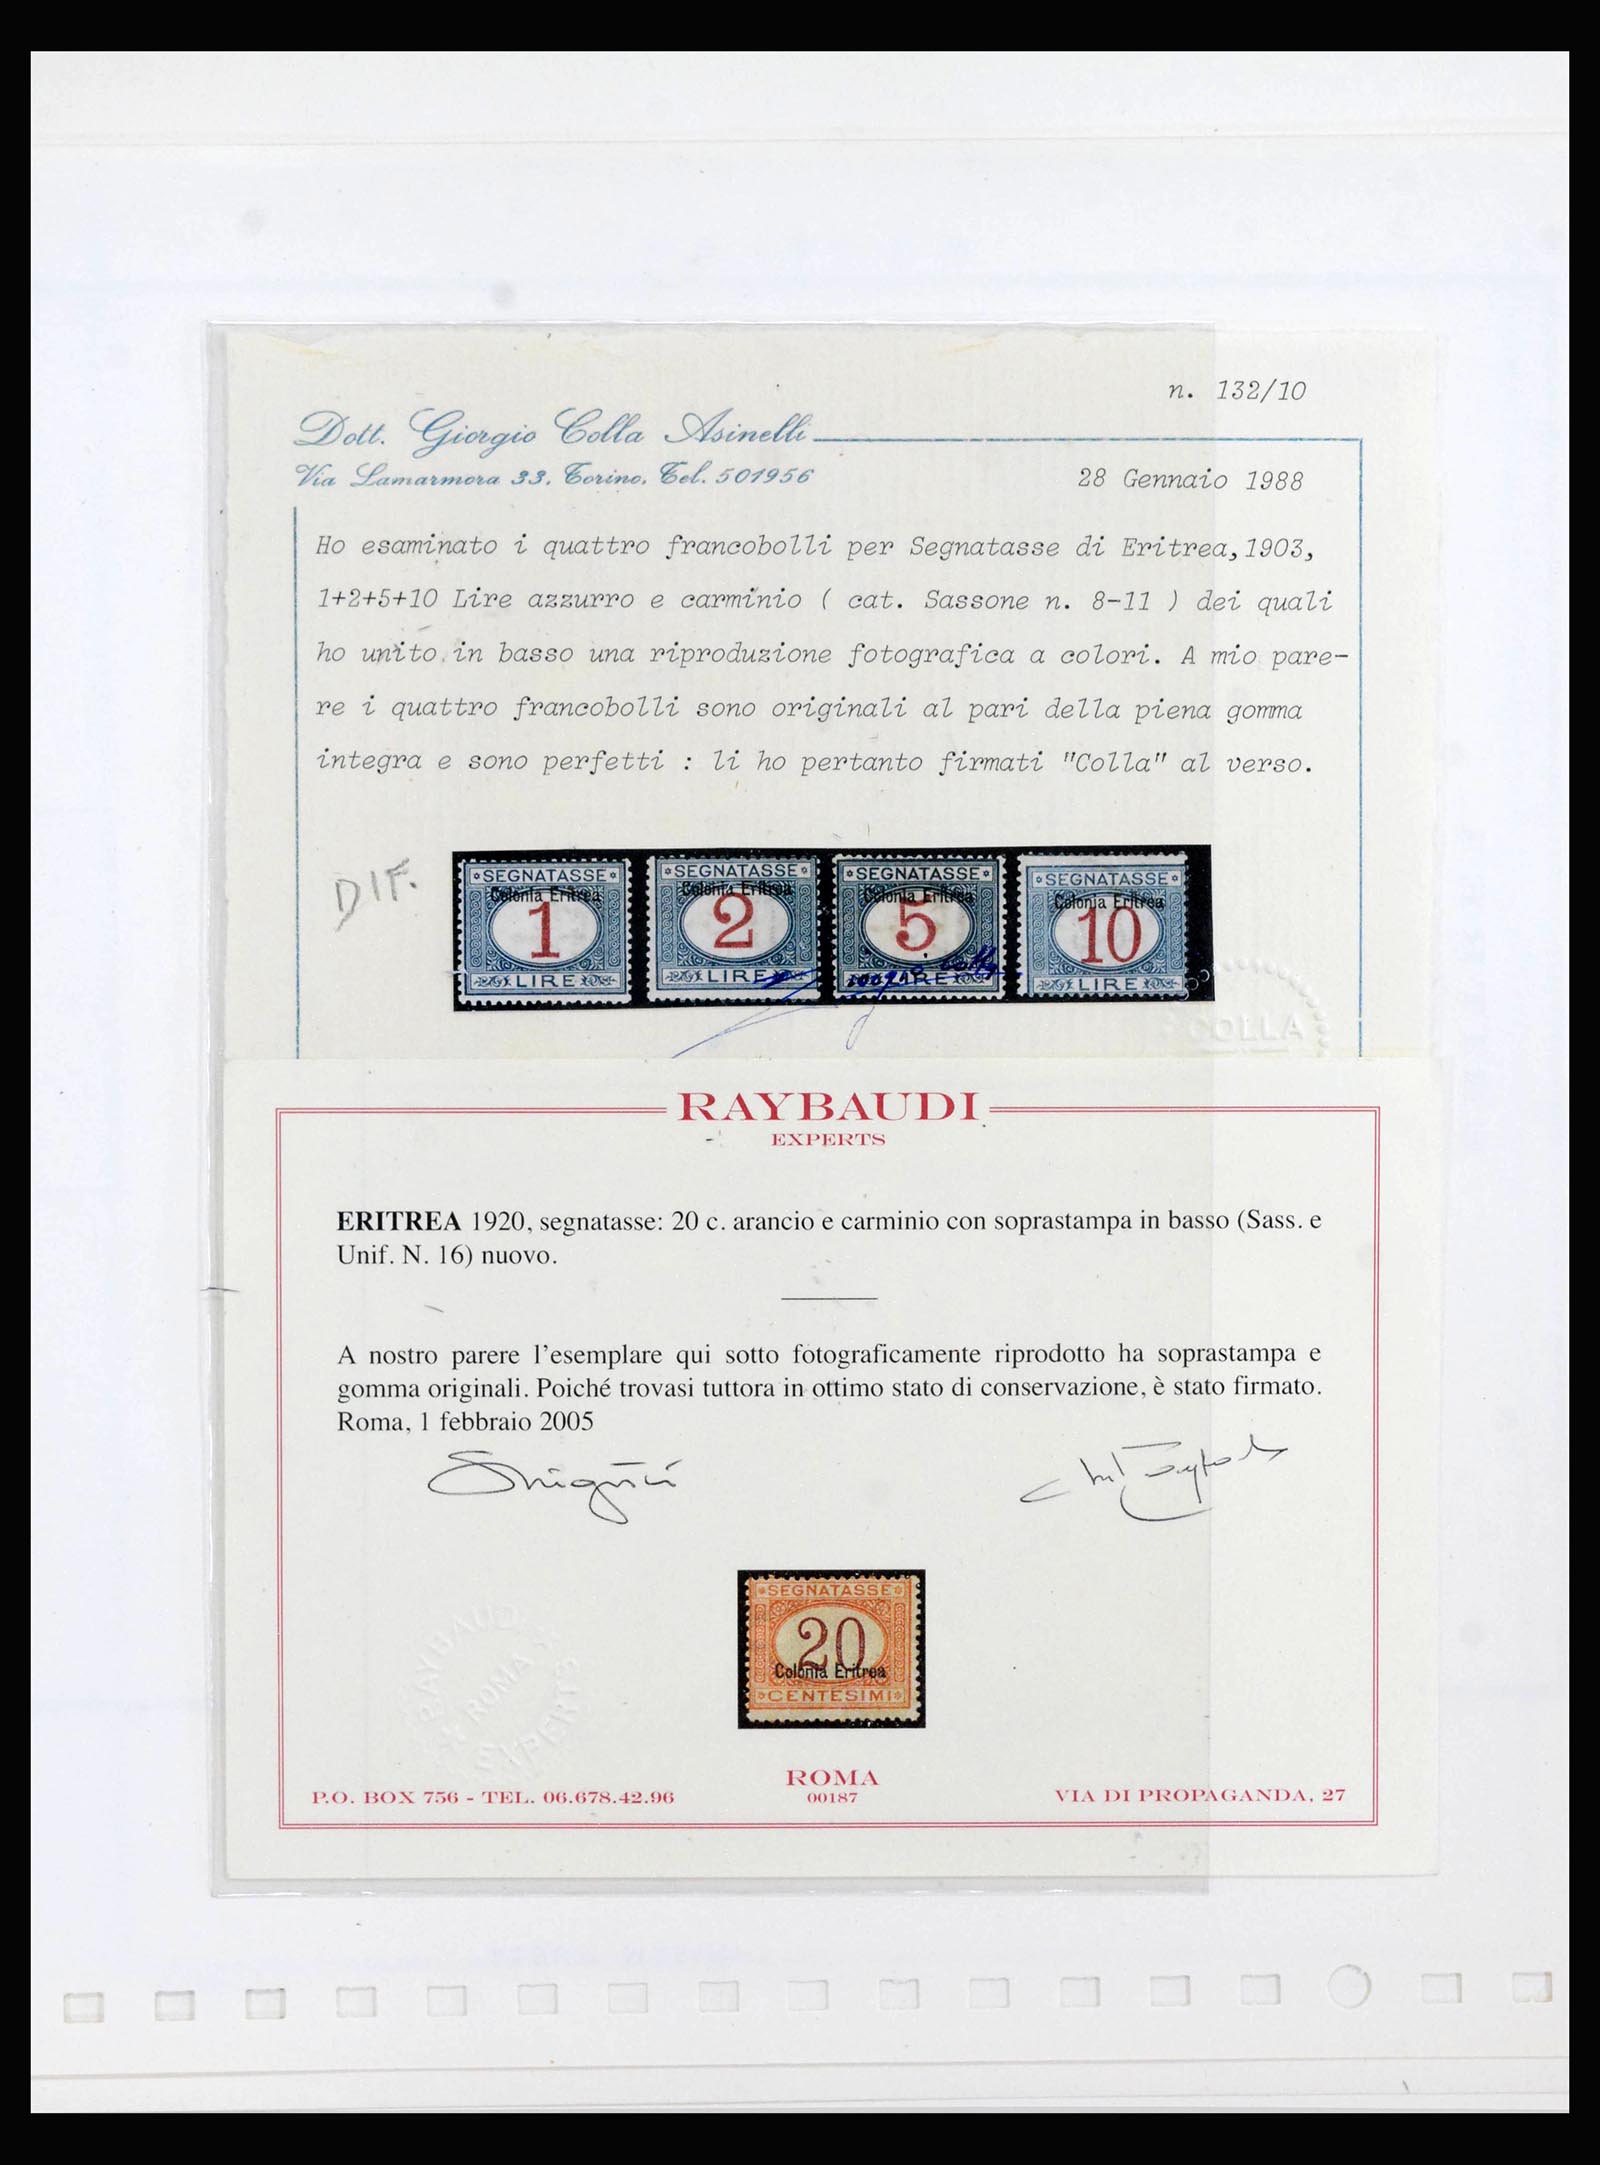 n. 132/10
Dott. Giorgio Colla Asinelli
Via Lamarmora 33. Torino. Tel. 501956
28 Gennaio 1988
Ho esaminato i quattro francobolli per Segnatasse di Eritrea,1903,
1+2+5+10 Lire azzurro e carminio ( cat. Sassone n. 8-11 ) dei quali
ho unito in basso una riproduzione fotografica a colori. A mio pare-
re i quattro francobolli sono originali al pari della piena gomma
integra e sono perfetti : li ho pertanto firmati "Colla" al verso.
DIF.
SEGNATASSE SEGNATASSE SEGNATASSE SEGNATASSE
Colonia Eritrea Colonia Eritrea Colonia Eritrea Colonia Eritrea
1 2 5 10
LIRE LIRE LIRE LIRE
COLLA
RAYBAUDI
EXPERTS
ERITREA 1920, segnatasse: 20 c. arancio e carminio con soprastampa in basso (Sass. e
Unif. N. 16) nuovo.
A nostro parere l'esemplare qui sotto fotograficamente riprodotto ha soprastampa e
gomma originali. Poiché trovasi tuttora in ottimo stato di conservazione, è stato firmato.
Roma, 1 febbraio 2005
SEGNATASSE
20
Colonia Eritrea
CENTESIMI
RAYBAUDI
ROMA
EXPERTS
ROMA
P.O. BOX 756 - TEL. 06.678.42.96
00187
VIA DI PROPAGANDA, 27